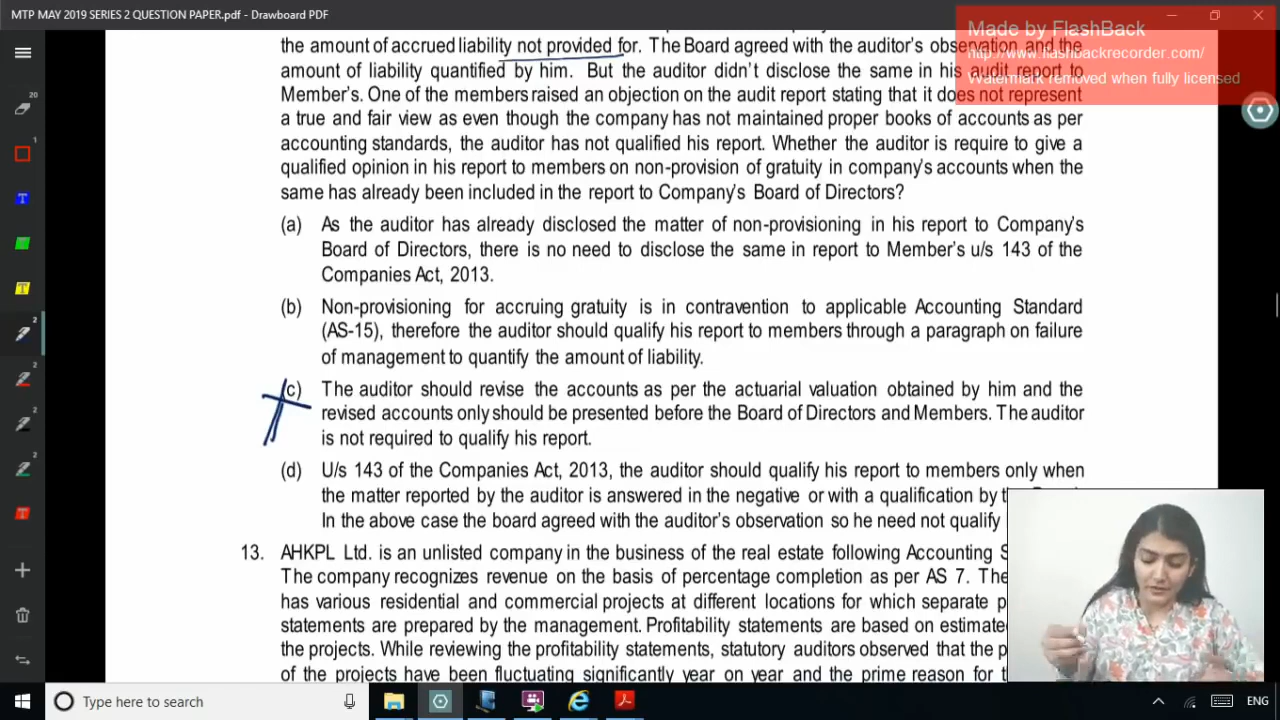 MTP MAY 2019 SERIES 2 QUESTION PAPER.pdf - Drawboard PDF
Made by FlashBack
http://www.flashbackrecorder.com/
Watermark removed when fully licensed
the amount of accrued liability not provided for. The Board agreed with the auditor's observation and the
amount of liability quantified by him. But the auditor didn't disclose the same in his audit report to
Member's. One of the members raised an objection on the audit report stating that it does not represent
a true and fair view as even though the company has not maintained proper books of accounts as per
accounting standards, the auditor has not qualified his report. Whether the auditor is require to give a
qualified opinion in his report to members on non-provision of gratuity in company's accounts when the
same has already been included in the report to Company's Board of Directors?
(a) As the auditor has already disclosed the matter of non-provisioning in his report to Company's
Board of Directors, there is no need to disclose the same in report to Member's u/s 143 of the
Companies Act, 2013.
(b) Non-provisioning for accruing gratuity is in contravention to applicable Accounting Standard
(AS-15), therefore the auditor should qualify his report to members through a paragraph on failure
of management to quantify the amount of liability.
(c) The auditor should revise the accounts as per the actuarial valuation obtained by him and the
revised accounts only should be presented before the Board of Directors and Members. The auditor
is not required to qualify his report.
(d) U/s 143 of the Companies Act, 2013, the auditor should qualify his report to members only when
the matter reported by the auditor is answered in the negative or with a qualification by
In the above case the board agreed with the auditor's observation so he need not qualify
13. AHKPL Ltd. is an unlisted company in the business of the real estate following Accounting
The company recognizes revenue on the basis of percentage completion as per AS 7.
has various residential and commercial projects at different locations for which separate
statements are prepared by the management. Profitability statements are based on
the projects. While reviewing the profitability statements, statutory auditors observed that the
of the projects have been fluctuating significantly year on year and the prime reason for
Type here to search
ENG